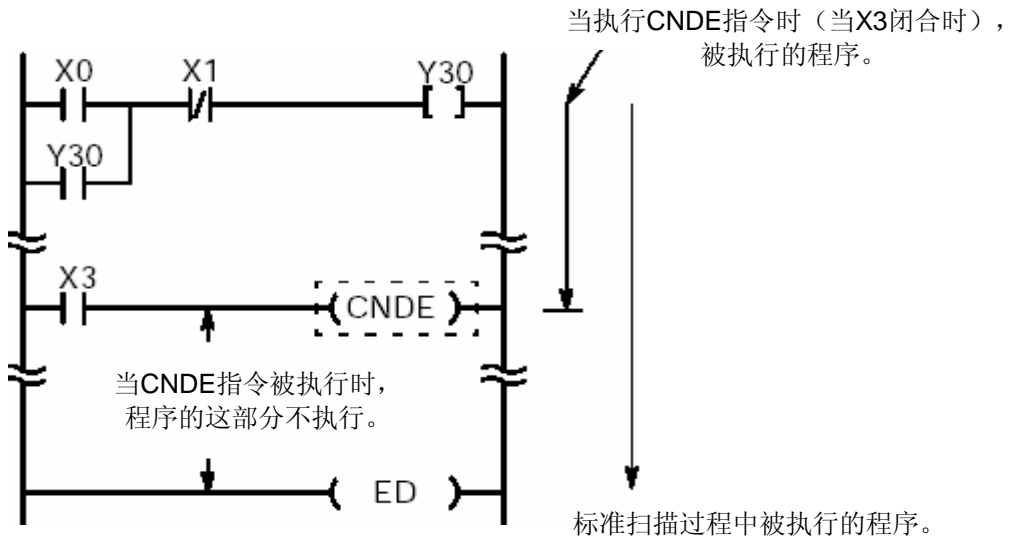 当执行CNDE指令时（当X3闭合时），
被执行的程序。
X0 X1 Y30
Y30
X3 CNDE
当CNDE指令被执行时，
程序的这部分不执行。
ED
标准扫描过程中被执行的程序。